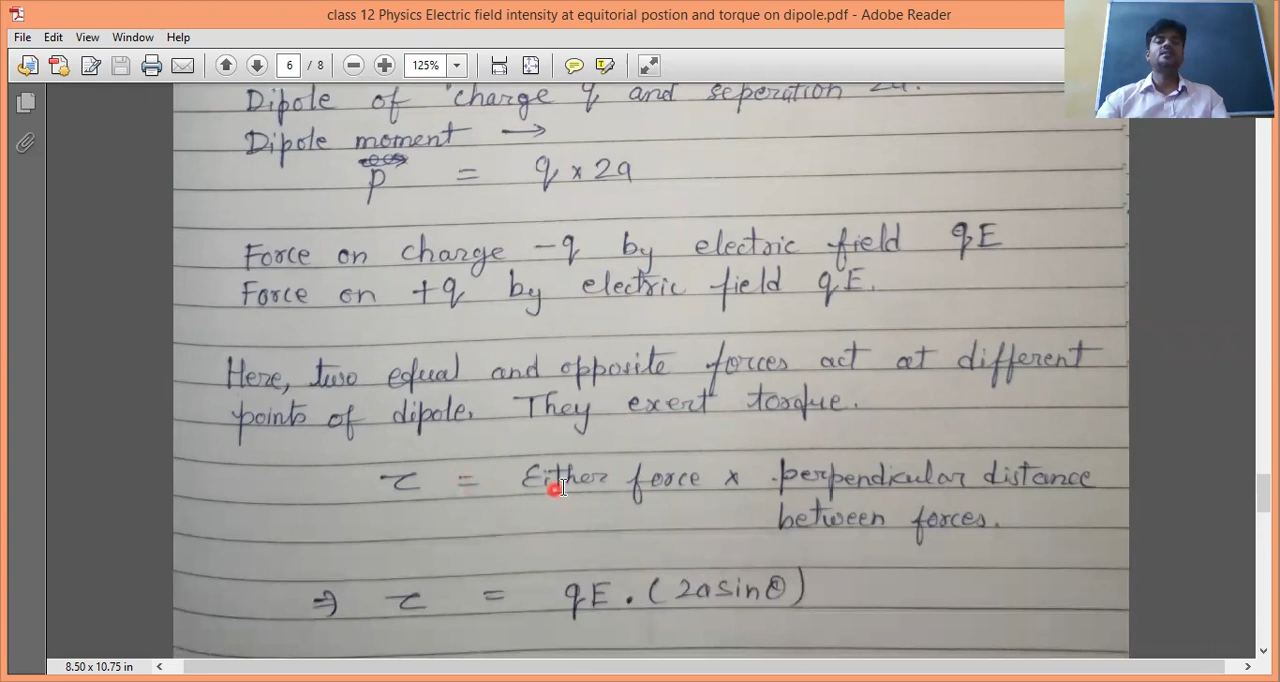 class 12 Physics Electric field intensity at equitorial postion and torque on dipole.pdf - Adobe Reader
File Edit View Window Help
6 / 8 125%
Dipole of charge q and seperation 2a.
Dipole moment →
p = q × 2a
Force on charge -q by electric field qE
Force on +q by electric field qE.
Here, two equal and opposite forces act at different
points of dipole. They exert torque.
τ = Either force × perpendicular distance
between forces.
⇒ τ = qE . (2a sinθ)
8.50 x 10.75 in